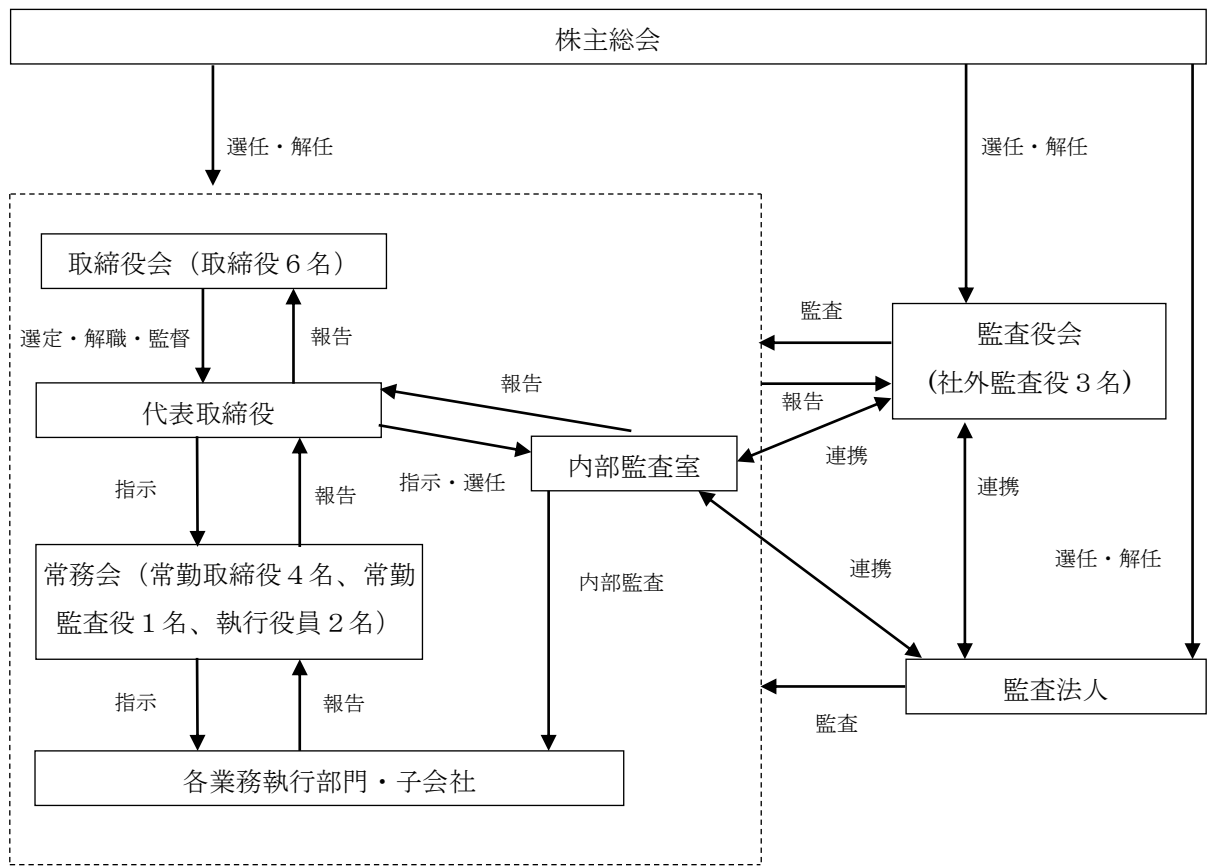 株主総会
選任・解任
選任・解任
取締役会（取締役６名）
監査
監査役会
(社外監査役３名)
選定・解職・監督
報告
報告
報告
代表取締役
内部監査室
連携
連携
指示・選任
指示
報告
選任・解任
常務会（常勤取締役４名、常勤
監査役１名、執行役員２名）
内部監査
連携
監査法人
指示
報告
監査
各業務執行部門・子会社